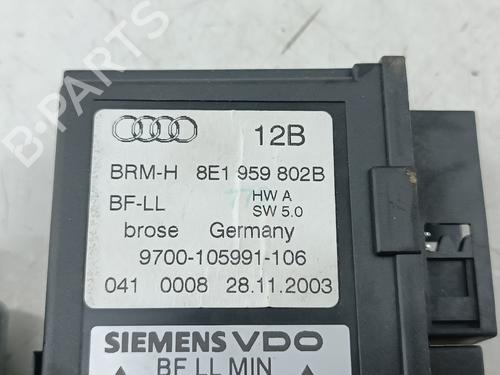 12B
BRM-H 8E1 959 802B
BF-LL HW A
SW 5.0
brose Germany
9700-105991-106
041 0008 28.11.2003
SIEMENS VDO
BF LL MIN
B-PARTS